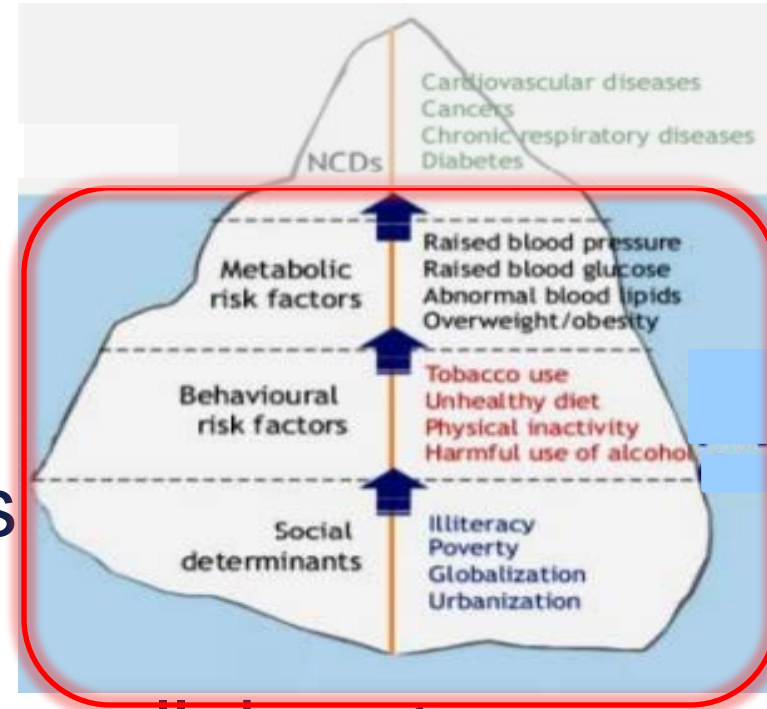 Cardiovascular diseases
Cancers
Chronic respiratory diseases
Diabetes
NCDs
Metabolic
risk factors
Raised blood pressure
Raised blood glucose
Abnormal blood lipids
Overweight/obesity
Behavioural
risk factors
Tobacco use
Unhealthy diet
Physical inactivity
Harmful use of alcohol
s
Social
determinants
Illiteracy
Poverty
Globalization
Urbanization